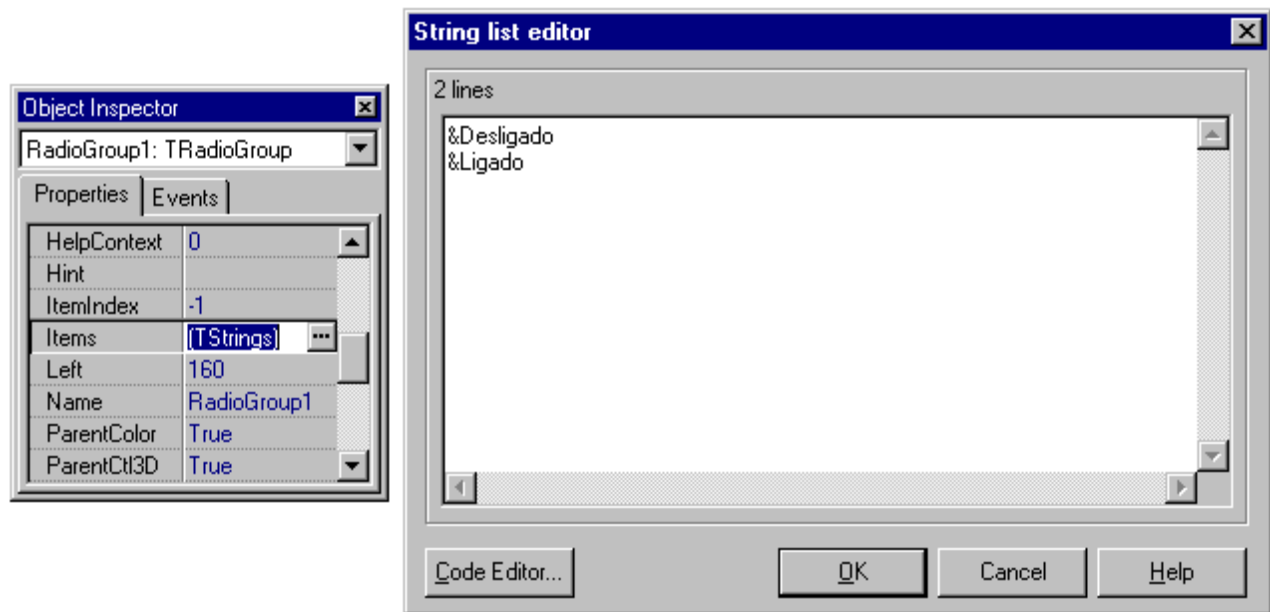 Object Inspector
RadioGroup1: TRadioGroup
Properties Events
HelpContext 0
Hint
ItemIndex -1
Items (TStrings) ...
Left 160
Name RadioGroup1
ParentColor True
ParentCtl3D True
String list editor
2 lines
&Desligado
&Ligado
Code Editor... OK Cancel Help